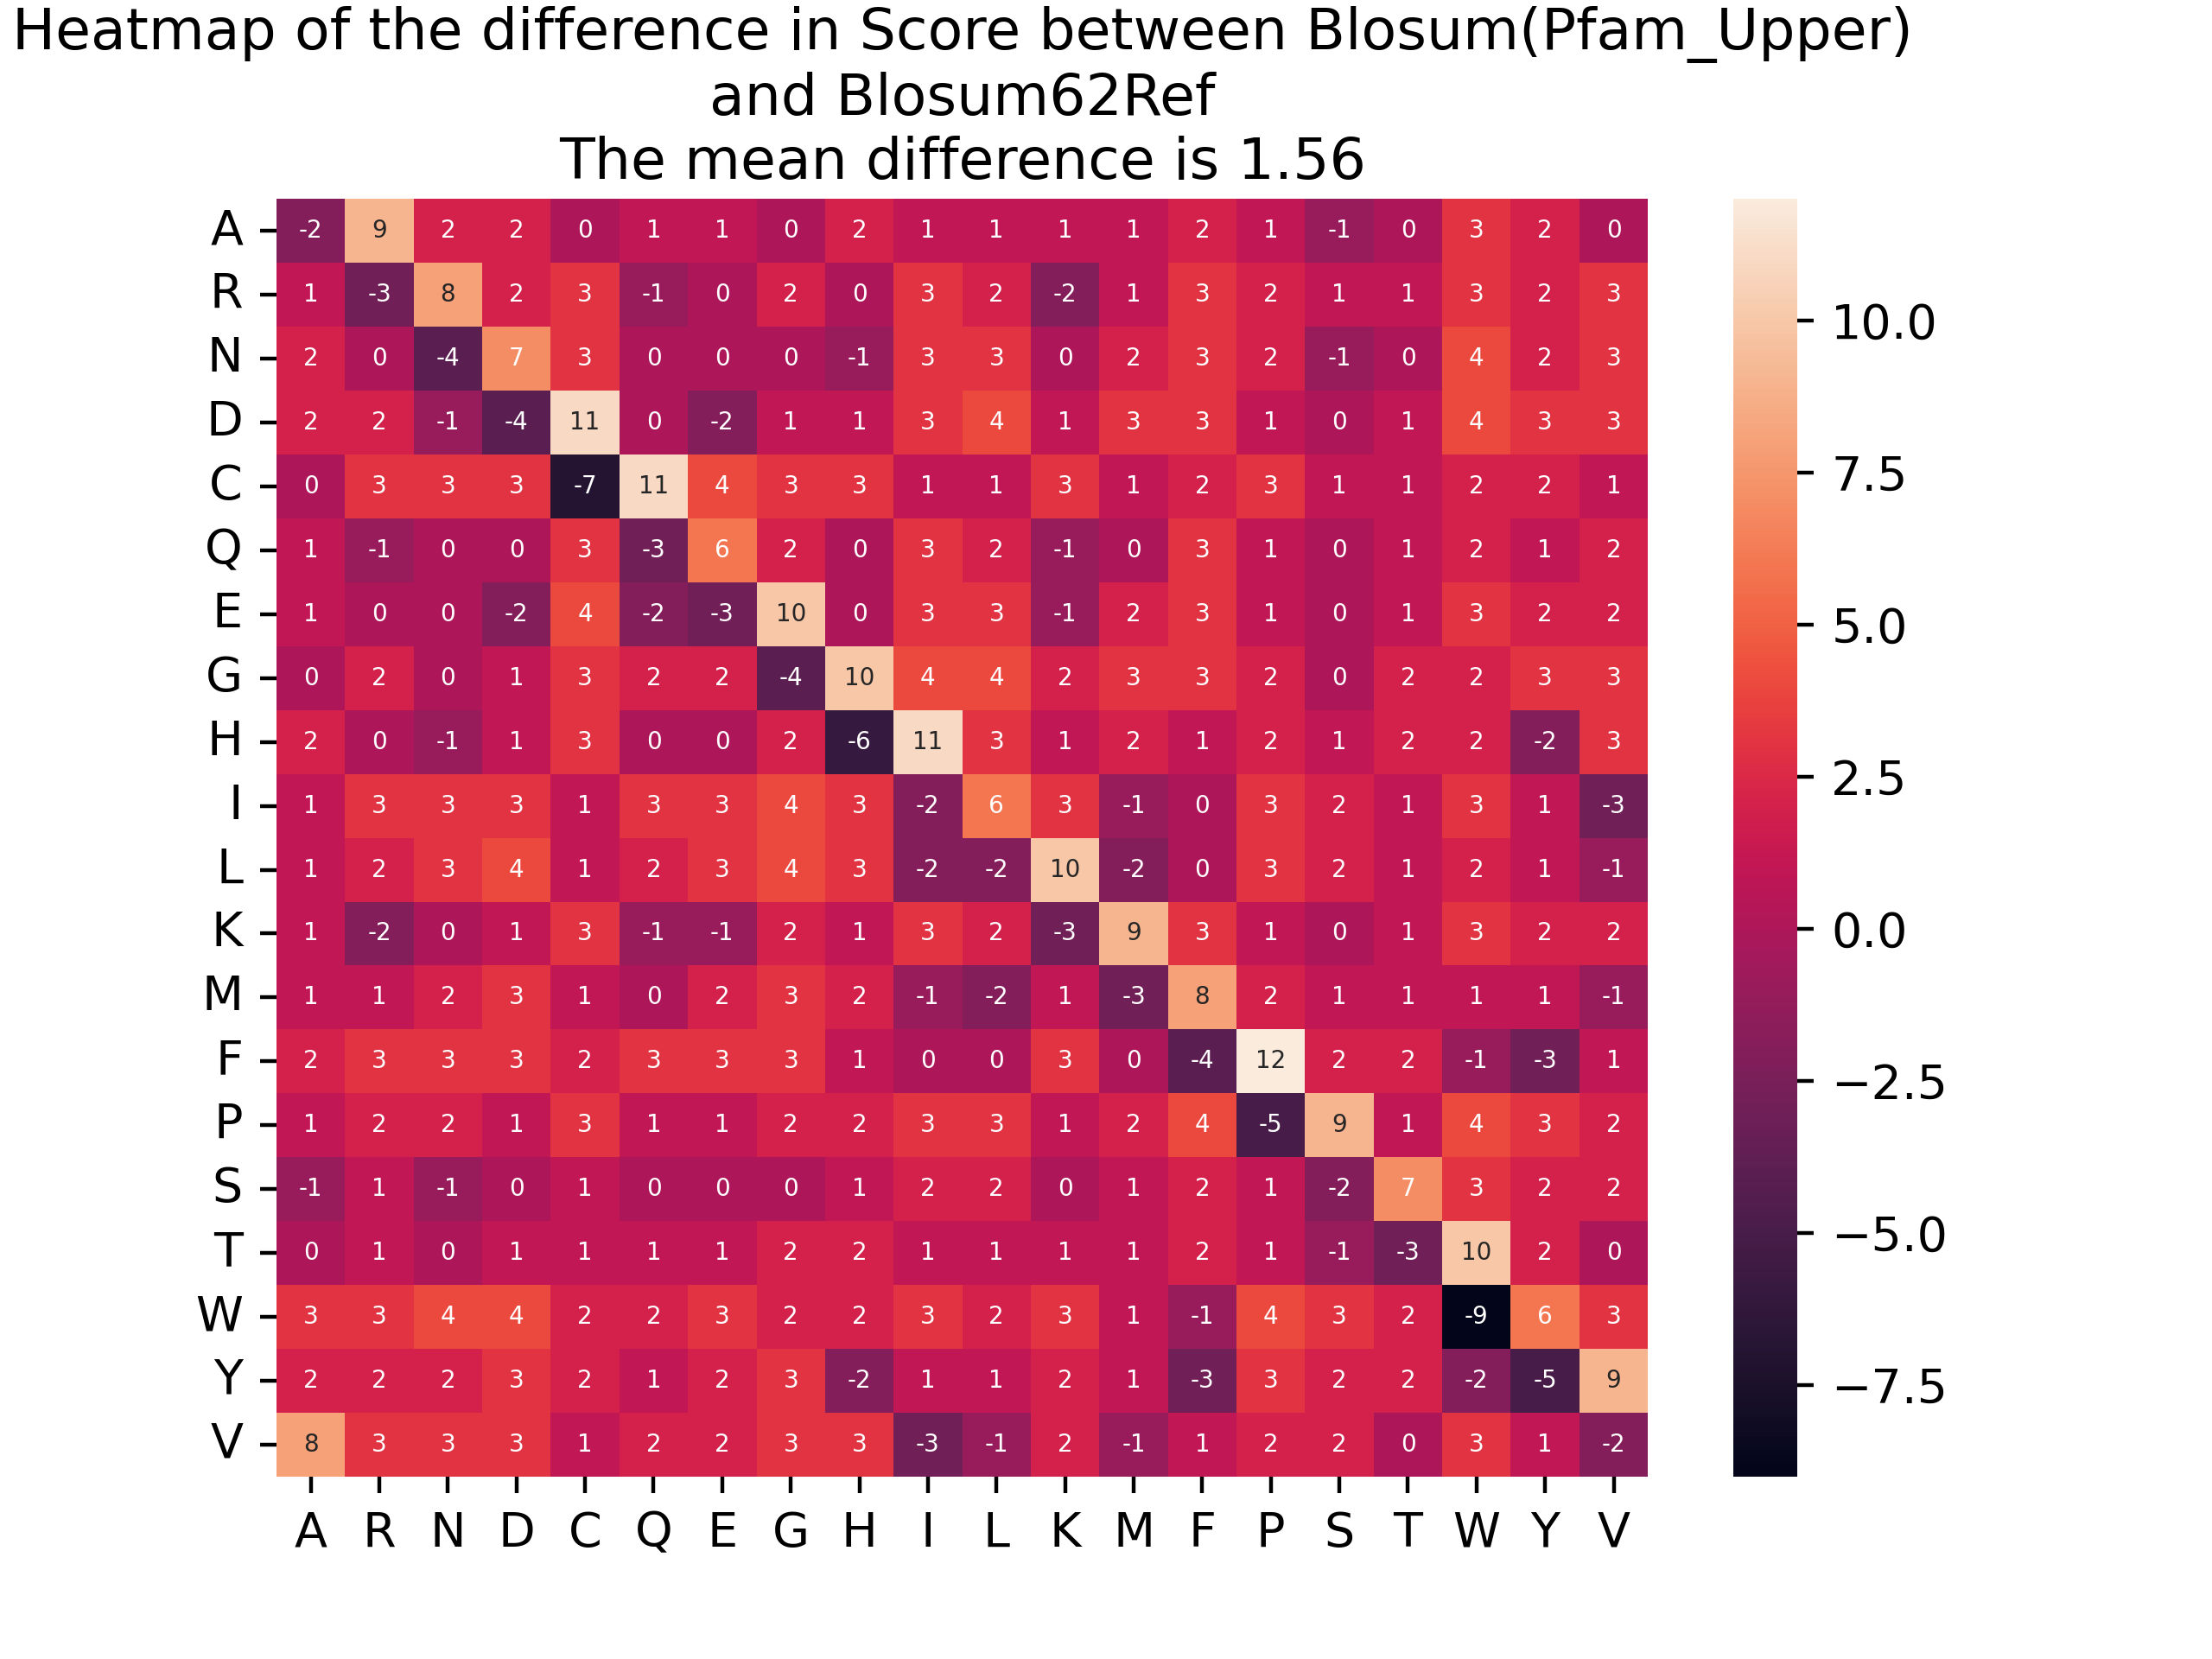 Heatmap of the difference in Score between Blosum(Pfam_Upper)
and Blosum62Ref
The mean difference is 1.56
A -2 9 2 2 0 1 1 0 2 1 1 1 1 2 1 -1 0 3 2 0
R 1 -3 8 2 3 -1 0 2 0 3 2 -2 1 3 2 1 1 3 2 3
N 2 0 -4 7 3 0 0 0 -1 3 3 0 2 3 2 -1 0 4 2 3
D 2 2 -1 -4 11 0 -2 1 1 3 4 1 3 3 1 0 1 4 3 3
C 0 3 3 3 -7 11 4 3 3 1 1 3 1 2 3 1 1 2 2 1
Q 1 -1 0 0 3 -3 6 2 0 3 2 -1 0 3 1 0 1 2 1 2
E 1 0 0 -2 4 -2 -3 10 0 3 3 -1 2 3 1 0 1 3 2 2
G 0 2 0 1 3 2 2 -4 10 4 4 2 3 3 2 0 2 2 3 3
H 2 0 -1 1 3 0 0 2 -6 11 3 1 2 1 2 1 2 2 -2 3
I 1 3 3 3 1 3 3 4 3 -2 6 3 -1 0 3 2 1 3 1 -3
L 1 2 3 4 1 2 3 4 3 -2 -2 10 -2 0 3 2 1 2 1 -1
K 1 -2 0 1 3 -1 -1 2 1 3 2 -3 9 3 1 0 1 3 2 2
M 1 1 2 3 1 0 2 3 2 -1 -2 1 -3 8 2 1 1 1 1 -1
F 2 3 3 3 2 3 3 3 1 0 0 3 0 -4 12 2 2 -1 -3 1
P 1 2 2 1 3 1 1 2 2 3 3 1 2 4 -5 9 1 4 3 2
S -1 1 -1 0 1 0 0 0 1 2 2 0 1 2 1 -2 7 3 2 2
T 0 1 0 1 1 1 1 2 2 1 1 1 1 2 1 -1 -3 10 2 0
W 3 3 4 4 2 2 3 2 2 3 2 3 1 -1 4 3 2 -9 6 3
Y 2 2 2 3 2 1 2 3 -2 1 1 2 1 -3 3 2 2 -2 -5 9
V 8 3 3 3 1 2 2 3 3 -3 -1 2 -1 1 2 2 0 3 1 -2
A R N D C Q E G H I L K M F P S T W Y V
10.0
7.5
5.0
2.5
0.0
−2.5
−5.0
−7.5